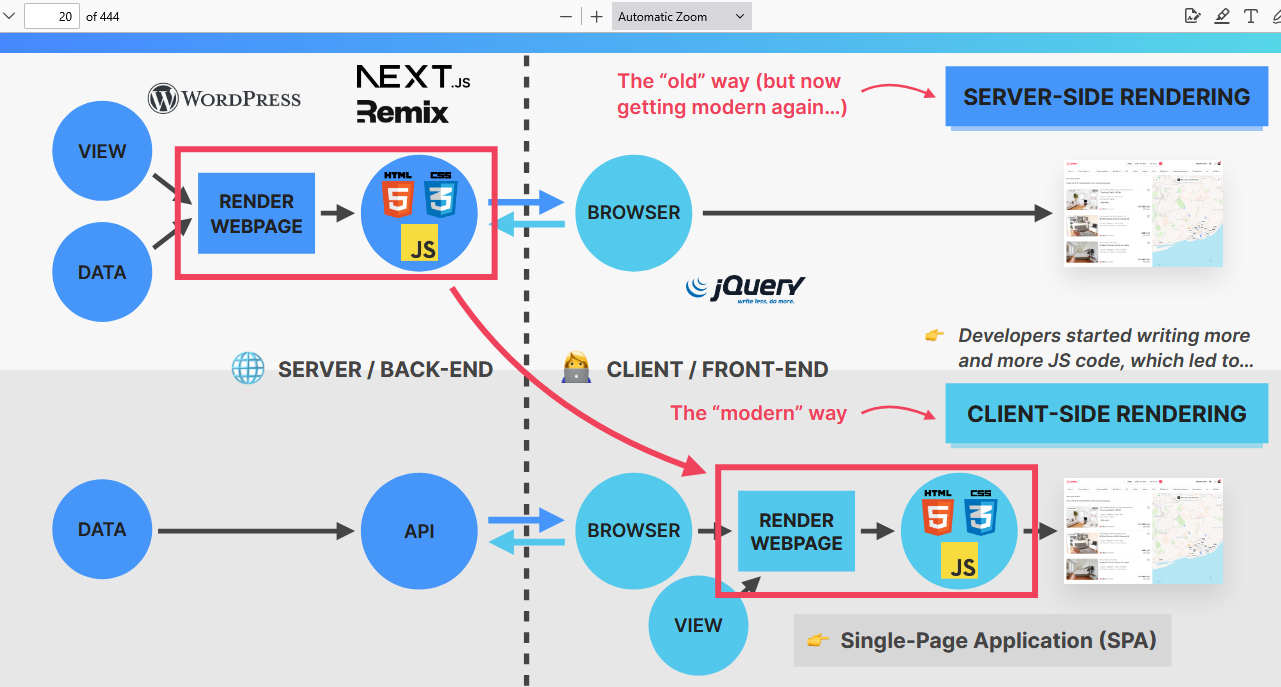 20 of 444
Automatic Zoom
WORDPRESS
NEXT.JS
Remix
The “old” way (but now
getting modern again…)
SERVER-SIDE RENDERING
VIEW
DATA
RENDER
WEBPAGE
HTML
5
CSS
3
JS
BROWSER
jQuery
write less, do more.
👉 Developers started writing more
and more JS code, which led to…
SERVER / BACK-END
CLIENT / FRONT-END
The “modern” way
CLIENT-SIDE RENDERING
DATA
API
BROWSER
VIEW
RENDER
WEBPAGE
HTML
5
CSS
3
JS
👉 Single-Page Application (SPA)